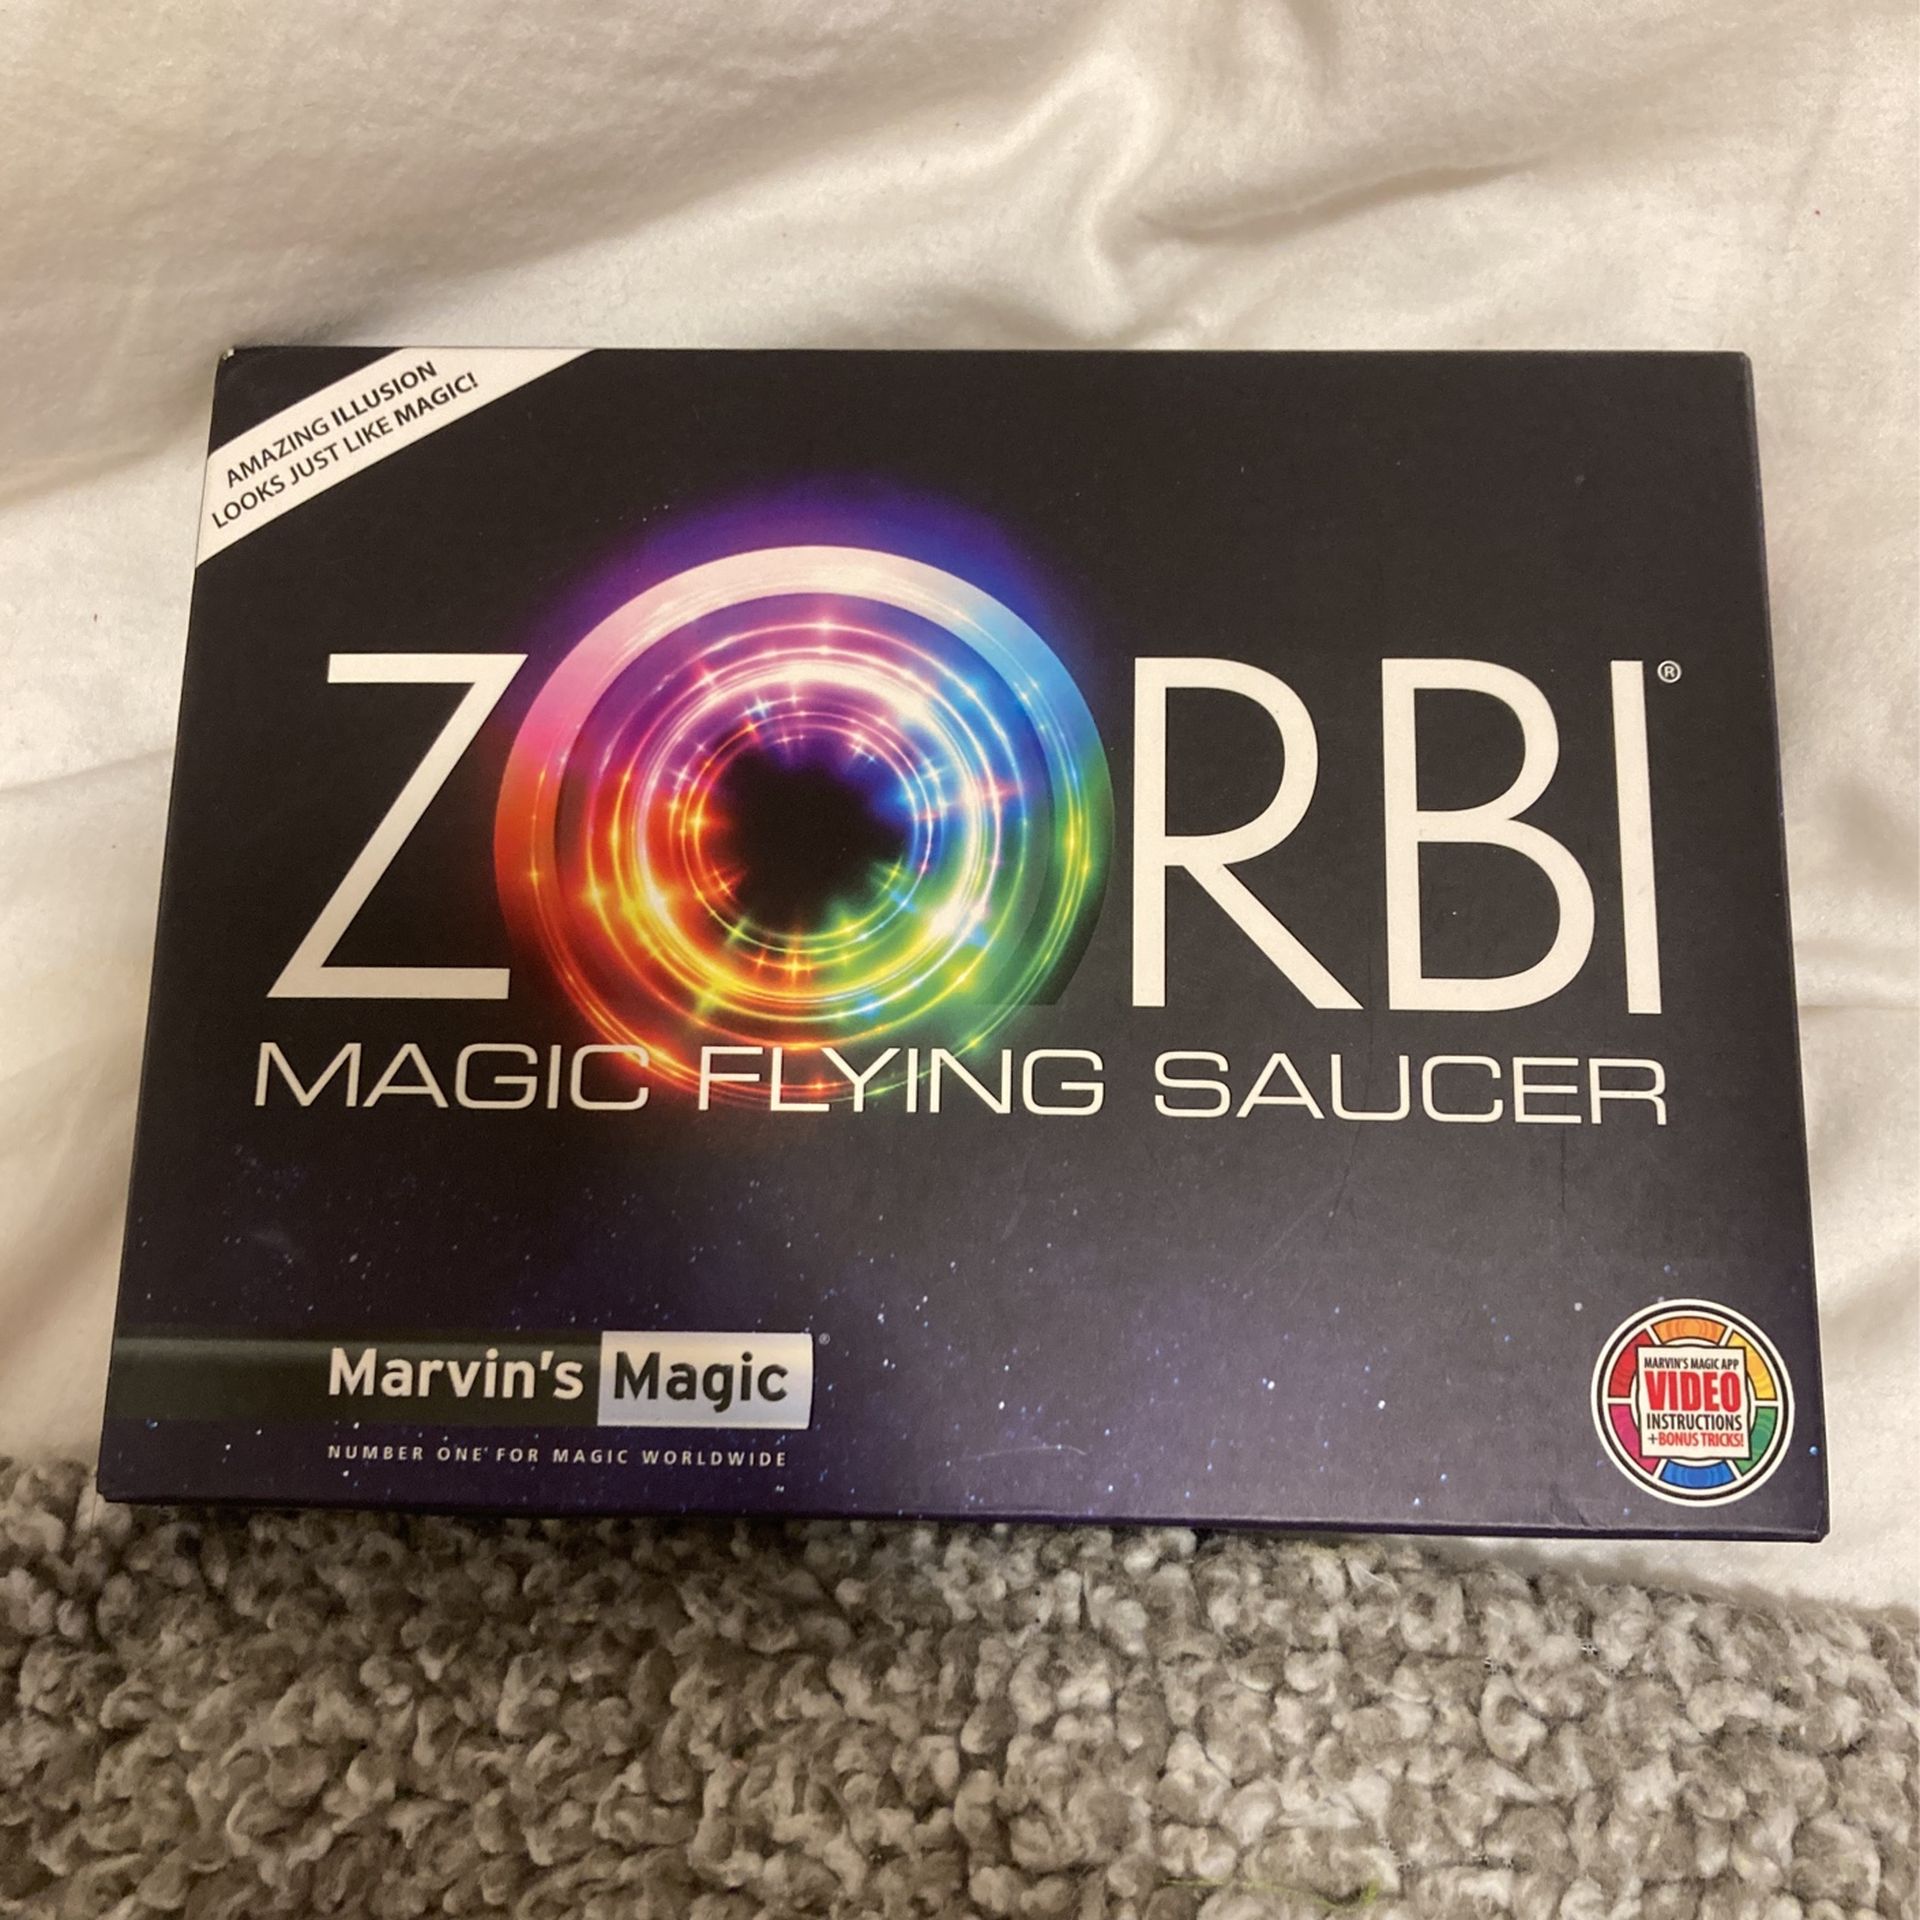 AMAZING ILLUSION
LOOKS JUST LIKE MAGIC!
ZORBI®
MAGIC FLYING SAUCER
Marvin's Magic®
NUMBER ONE FOR MAGIC WORLDWIDE
MARVIN'S MAGIC APP
VIDEO
INSTRUCTIONS
+BONUS TRICKS!